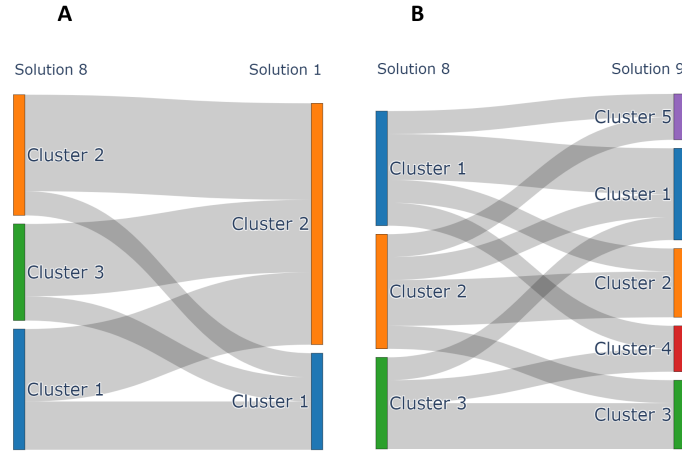 A
B
Solution 8
Solution 1
Cluster 2
Cluster 3
Cluster 1
Cluster 2
Cluster 1
Solution 8
Solution 9
Cluster 1
Cluster 2
Cluster 3
Cluster 5
Cluster 1
Cluster 2
Cluster 4
Cluster 3